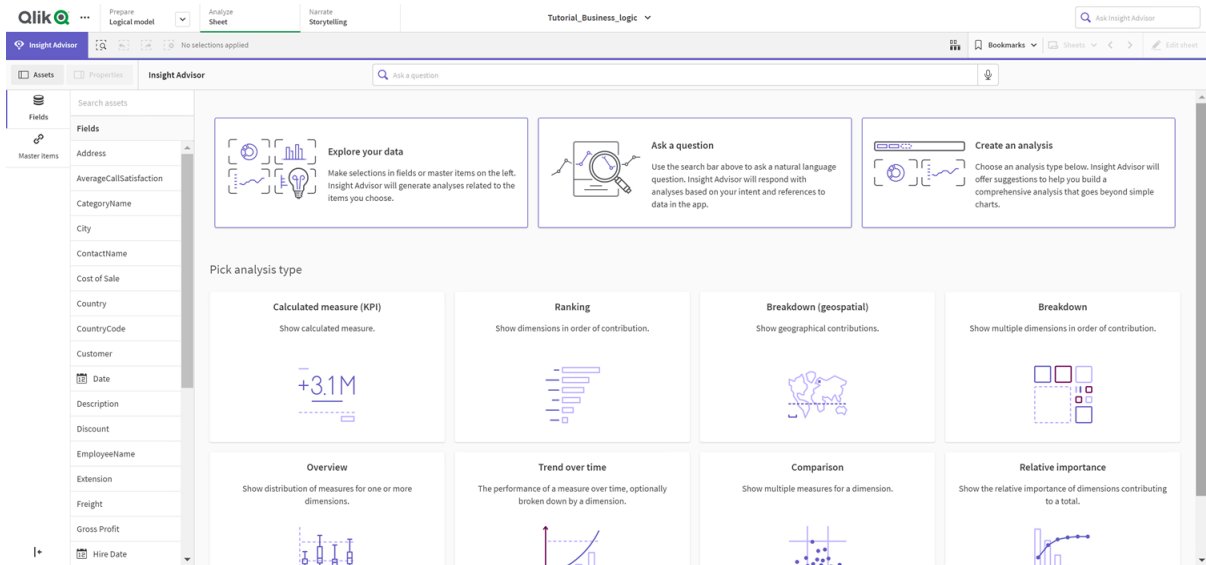 Qlik
Prepare
Logical model
Analyze
Sheet
Narrate
Storytelling
Tutorial_Business_logic
Ask Insight Advisor
Insight Advisor
No selections applied
Bookmarks
Sheets
Edit sheet
Assets
Properties
Insight Advisor
Ask a question
Fields
Master Items
Search assets
Fields
Address
AverageCallSatisfaction
CategoryName
City
ContactName
Cost of Sale
Country
CountryCode
Customer
Date
Description
Discount
EmployeeName
Extension
Freight
Gross Profit
Hire Date
Explore your data
Make selections in fields or master items on the left.
Insight Advisor will generate analyses related to the
items you choose.
Ask a question
Use the search bar above to ask a natural language
question. Insight Advisor will respond with
analyses based on your intent and references to
data in the app.
Create an analysis
Choose an analysis type below. Insight Advisor will
offer suggestions to help you build a
comprehensive analysis that goes beyond simple
charts.
Pick analysis type
Calculated measure (KPI)
Show calculated measure.
+3.1M
Ranking
Show dimensions in order of contribution.
Breakdown (geospatial)
Show geographical contributions.
Breakdown
Show multiple dimensions in order of contribution.
Overview
Show distribution of measures for one or more
dimensions.
Trend over time
The performance of a measure over time, optionally
broken down by a dimension.
Comparison
Show multiple measures for a dimension.
Relative importance
Show the relative importance of dimensions contributing
to a total.